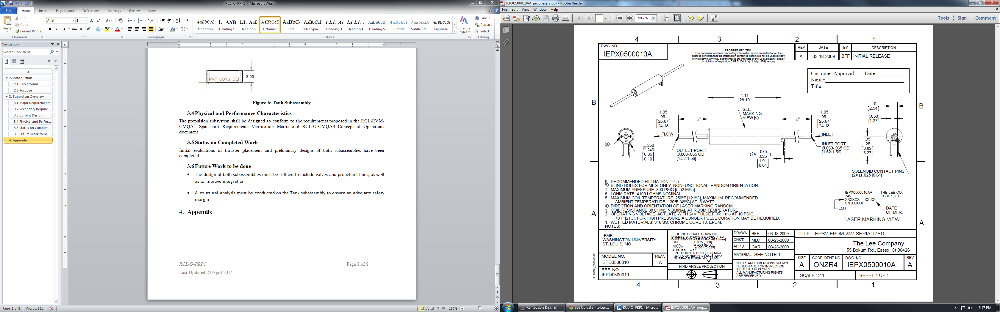 RCL-O-PRP1 - Microsoft Word
File Home Insert Page Layout References Mailings Review View
Paste
Cut
Copy
Format Painter
Clipboard
Arial 8
Font
Paragraph
AaBbCcI 1. AaB 1.1. AaB AaBbCcI AaBbC AaBbCcI 1.1.1. Ac 1.1.1.1. AaBbCcD AaBbCcI AaBbCcDc AaBbCcDc
¶ Caption Heading 1 Heading 2 ¶ Normal Title ¶ No Spaci... Heading 3 Heading 4 Heading 5 Subtitle Subtle Em... Emphasis
Styles
Change
Styles
Find
Replace
Select
Editing
Navigation
Search Document
2. Introduction
2.1 Background
2.2 Purpose
3. Subsystem Overview
3.1 Major Requirements
3.2 Secondary Require...
3.3 Current Design
3.4 Physical and Perfor...
3.5 Status on Complet...
3.6 Future Work to be ...
4. Appendix
PRT_CSYS_DEF
3.00
Figure 6: Tank Subassembly
3.4 Physical and Performance Characteristics
The propulsion subsystem shall be designed to conform to the requirements proposed in the RCL-RVM-
CMQA1 Spacecraft Requirements Verification Matrix and RCL-O-CMQA3 Concept of Operations
document.
3.5 Status on Completed Work
Initial evaluations of thruster placement and preliminary designs of both subassemblies have been
completed.
3.6 Future Work to be done
• The design of both subassemblies must be refined to include valves and propellant lines, as well
as to improve integration.
• A structural analysis must be conducted on the Tank subassembly to ensure an adequate safety
margin
4. Appendix
RCL-O-PRP1 Page 8 of 8
Last Updated 22 April 2014
Page: 8 of 8 Words: 861
110%
IEPX0500010AA_proprietary.pdf - Adobe Reader
File Edit View Window Help
1 / 1
99.7%
Tools Sign Comment
4 3 2 1
DWG. NO.
IEPX0500010A
PROPRIETARY ITEM
This document contains proprietary information and is submitted upon the
express condition that the information contained herein will not be used directly
or indirectly in any way detrimental to the interests of the LeeCompany, and/or
in violation of regulation DAR 7-104.9 (a) (1 July 1974). et seq.
REV DATE BY DESCRIPTION
A 03-18-2009 BFF INITIAL RELEASE
Customer Approval Date:
Name:
Title:
B
B
1.11
[28.19]
SEE
MARKING
VIEW 4
1.05
.95
26.67
24.13
1.05
.95
26.67
24.13
.10
[2.54]
(.050)
[1.27]
FLOW
INLET
8
Ø.250
.240
6.35
6.10
OUTLET PORT:
Ø.060-.065 OD
[1.52-1.56]
(2X .075 )
.025
1.91
0.64
INLET PORT:
Ø.060-.065 OD
[1.52-1.56]
.35
.25
8.89
6.27
SOLENOID CONTACT PINS
(2X□ .025 [0.64])
9. RECOMMENDED FILTRATION: 17 µ
8 BLIND HOLES FOR MFG. ONLY, NONFUNCTIONAL, RANDOM ORIENTATION.
7. MAXIMUM PRESSURE: 800 PSIG [5.52 MPa]
6. LOHM RATE: 4100 LOHMS NOMINAL.
5. MAXIMUM COIL TEMPERATURE: 250ºF [121ºC], MAXIMUM RECOMMENDED
AMBIENT TEMPERATURE: 120ºF [49ºC] AT .5 WATT.
4 DIRECTION AND ORIENTATION OF LASER MARKING RANDOM.
3. COIL RESISTANCE 38 OHMS NOMINAL AT ROOM TEMPERATURE.
2. OPERATING VOLTAGE: ACTUATE WITH 24V PULSE FOR 1 ms AT 10 PSIG,
70ºF [21C], FOR HIGH PRESSURE A LONGER PULSE DURATION MAY BE REQUIRED.
1. WETTED MATERIALS: 316 SS, CHROME CORE 18, EPDM.
NOTES:
IEPX0500010AA THE LEE CO.
24V ESSEX, CT
XXXXXX XX-XX
SN XXXXX
LOT
DATE
OF MFR.
LASER MARKING VIEW
A
A
-FMF-
WASHINGTON UNIVERSITY
ST. LOUIS, MO
MODEL NO. REV.
IEPD0500010 A
REF. NO.
IEPD0500010
DO NOT SCALE DRAWING
UNLESS OTHERWISE SPECIFIED
DIMENSIONS ARE IN INCHES [mm]
.XX ± .015 [0.38]
.XXX ± .005 [0.13]
.XXXX ± .001 [0.025]
ANGLES ± 2°
INT CORNER R .01 [0.25] MAX
EXT CORNER R .01 [0.25] MAX
SURFACE FINISH 63 [1.60]
THIRD ANGLE PROJECTION
DRAWN BFF 03-18-2009
CHK'D MLC 03-23-2009
APP'D GAR 03-23-2009
MATERIAL SEE NOTE 1
NOTES AND DIMENSIONS SHOWN
HEREON ARE FOR INSPECTION
IDENTIFICATION ONLY.
ALL MANUFACTURING RIGHTS
ARE RESERVED.
TITLE EPSV-EPDM-24V-SERIALIZED
The Lee Company
55 Bokum Rd., Essex, Ct 06426
SIZE CODE IDENT NO DWG. NO. REV
A ONZR4 IEPX0500010A A
SCALE : 2:1 SHEET 1 OF 1
4 3 2 1
Removable Disk (E:) Lee Co data - tolson... RCL-O-PRP1 - Micro... IEPX0500010AA_prop...
6:17 PM